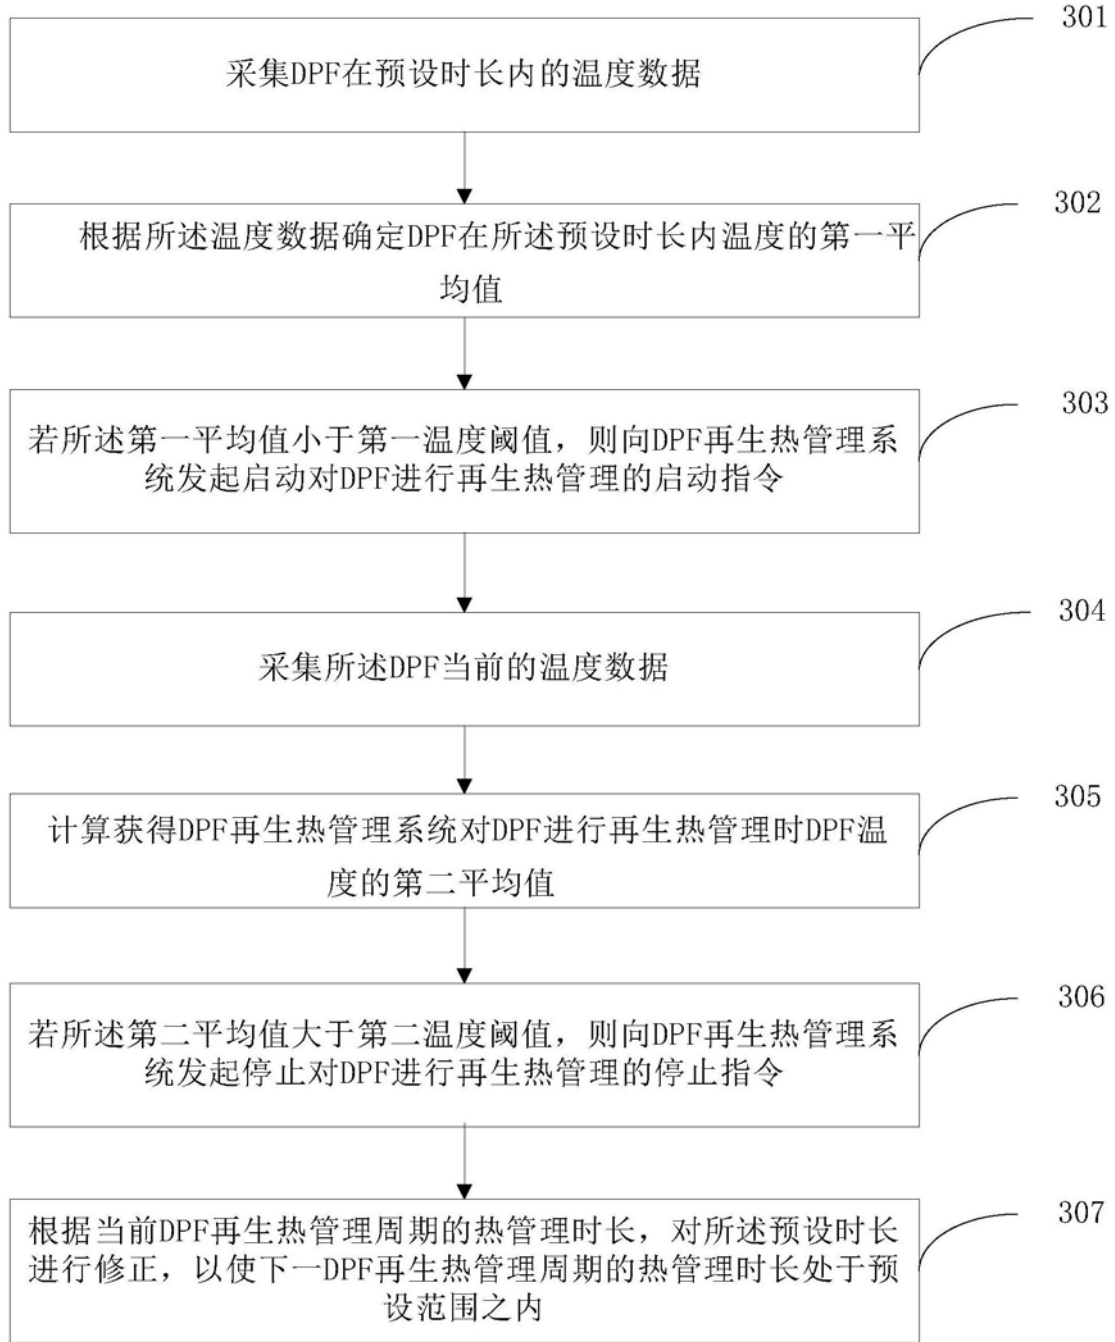 301
采集DPF在预设时长内的温度数据
302
根据所述温度数据确定DPF在所述预设时长内温度的第一平
均值
303
若所述第一平均值小于第一温度阈值，则向DPF再生热管理系
统发起启动对DPF进行再生热管理的启动指令
304
采集所述DPF当前的温度数据
305
计算获得DPF再生热管理系统对DPF进行再生热管理时DPF温
度的第二平均值
306
若所述第二平均值大于第二温度阈值，则向DPF再生热管理系
统发起停止对DPF进行再生热管理的停止指令
307
根据当前DPF再生热管理周期的热管理时长，对所述预设时长
进行修正，以使下一DPF再生热管理周期的热管理时长处于预
设范围之内